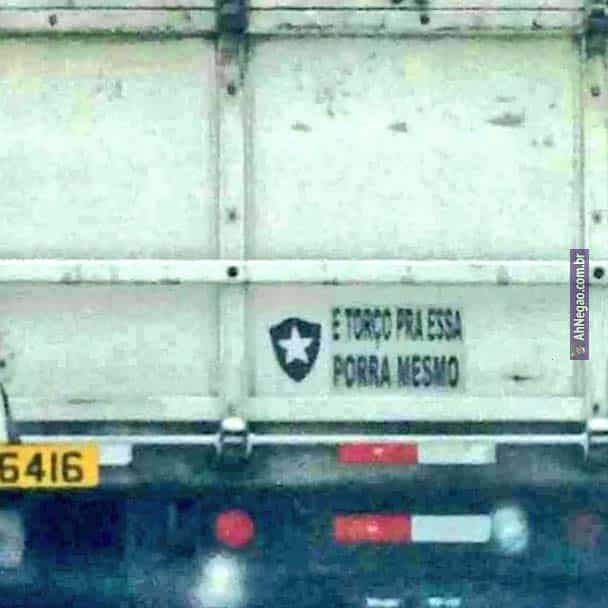 E TORÇO PRA ESSA
PORRA MESMO
AhNegao.com.br
6416